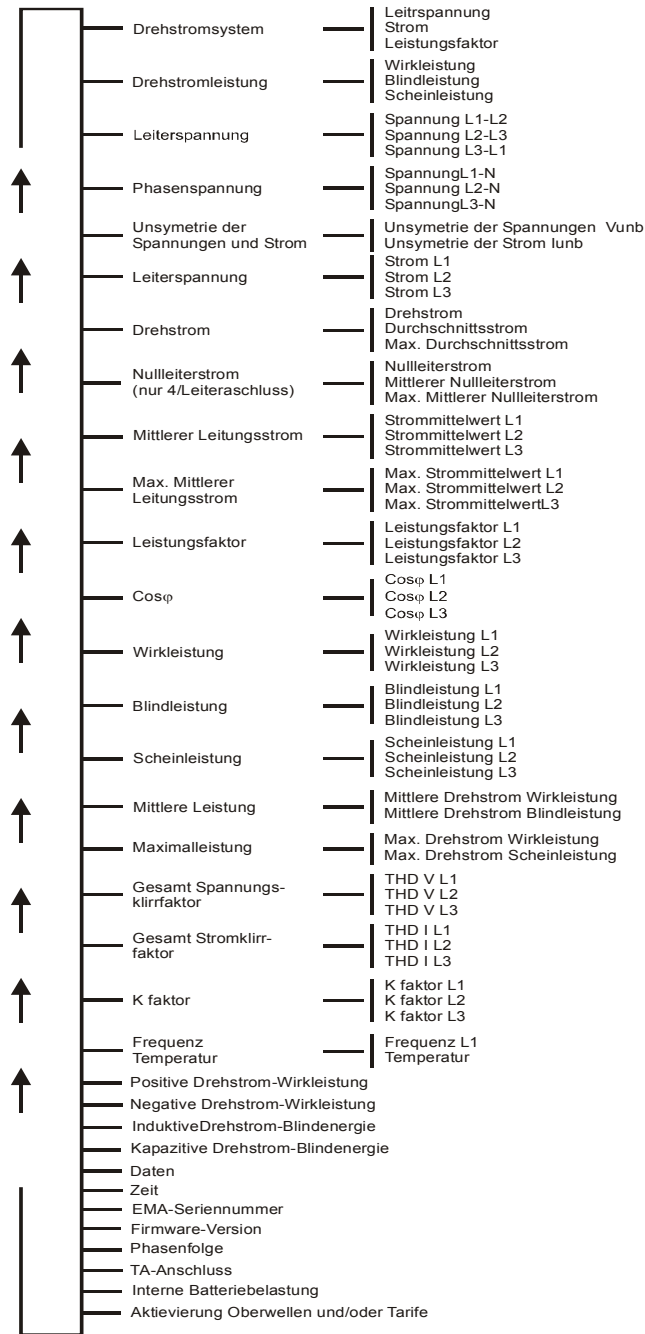 Drehstromsystem
Leitrspannung
Strom
Leistungsfaktor
Drehstromleistung
Wirkleistung
Blindleistung
Scheinleistung
Leiterspannung
Spannung L1-L2
Spannung L2-L3
Spannung L3-L1
Phasenspannung
SpannungL1-N
Spannung L2-N
SpannungL3-N
Unsymetrie der
Spannungen und Strom
Unsymetrie der Spannungen Vunb
Unsymetrie der Strom Iunb
Leiterspannung
Strom L1
Strom L2
Strom L3
Drehstrom
Drehstrom
Durchschnittsstrom
Max. Durchschnittsstrom
Nullleiterstrom
(nur 4/Leiteraschluss)
Nullleiterstrom
Mittlerer Nullleiterstrom
Max. Mittlerer Nullleiterstrom
Mittlerer Leitungsstrom
Strommittelwert L1
Strommittelwert L2
Strommittelwert L3
Max. Mittlerer
Leitungsstrom
Max. Strommittelwert L1
Max. Strommittelwert L2
Max. StrommittelwertL3
Leistungsfaktor
Leistungsfaktor L1
Leistungsfaktor L2
Leistungsfaktor L3
Cosφ
Cosφ L1
Cosφ L2
Cosφ L3
Wirkleistung
Wirkleistung L1
Wirkleistung L2
Wirkleistung L3
Blindleistung
Blindleistung L1
Blindleistung L2
Blindleistung L3
Scheinleistung
Scheinleistung L1
Scheinleistung L2
Scheinleistung L3
Mittlere Leistung
Mittlere Drehstrom Wirkleistung
Mittlere Drehstrom Blindleistung
Maximalleistung
Max. Drehstrom Wirkleistung
Max. Drehstrom Scheinleistung
Gesamt Spannungs-
klirrfaktor
THD V L1
THD V L2
THD V L3
Gesamt Stromklirr-
faktor
THD I L1
THD I L2
THD I L3
K faktor
K faktor L1
K faktor L2
K faktor L3
Frequenz
Temperatur
Frequenz L1
Temperatur
Positive Drehstrom-Wirkleistung
Negative Drehstrom-Wirkleistung
InduktiveDrehstrom-Blindenergie
Kapazitive Drehstrom-Blindenergie
Daten
Zeit
EMA-Seriennummer
Firmware-Version
Phasenfolge
TA-Anschluss
Interne Batteriebelastung
Aktievierung Oberwellen und/oder Tarife